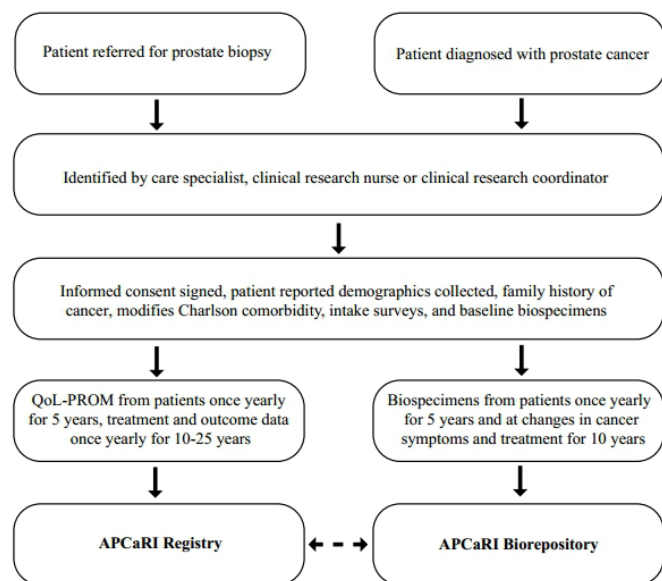 Patient referred for prostate biopsy
Patient diagnosed with prostate cancer
Identified by care specialist, clinical research nurse or clinical research coordinator
Informed consent signed, patient reported demographics collected, family history of
cancer, modifies Charlson comorbidity, intake surveys, and baseline biospecimens
QoL-PROM from patients once yearly
for 5 years, treatment and outcome data
once yearly for 10-25 years
Biospecimens from patients once yearly
for 5 years and at changes in cancer
symptoms and treatment for 10 years
APCaRI Registry
APCaRI Biorepository